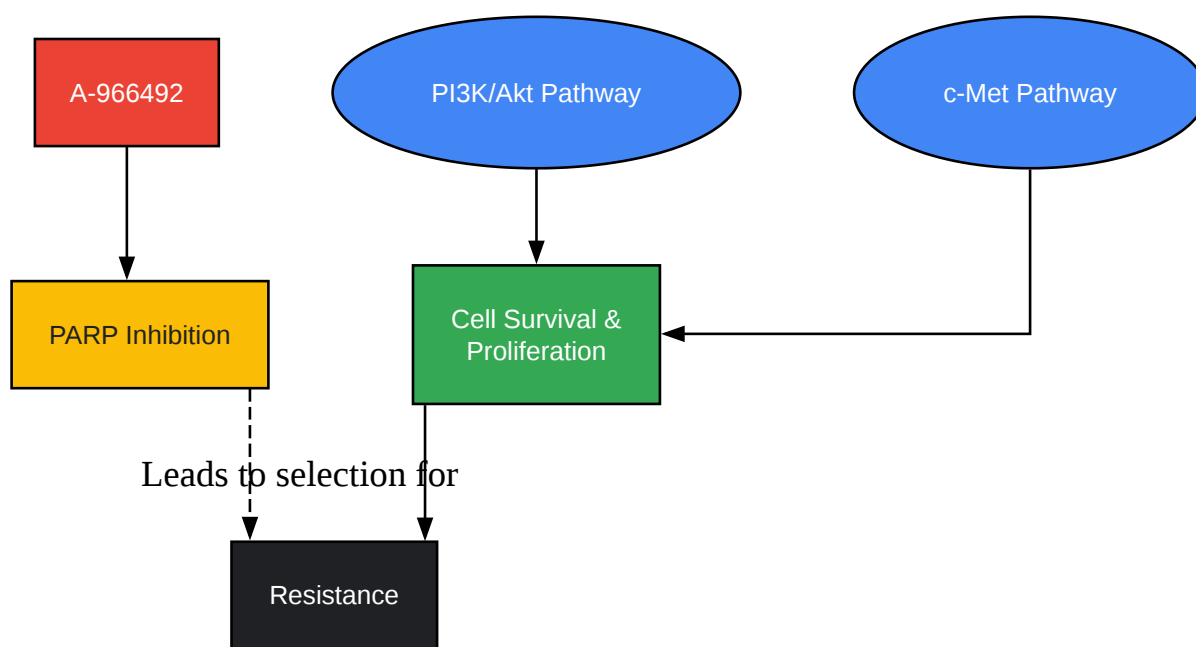 A-966492
PI3K/Akt Pathway
c-Met Pathway
PARP Inhibition
Cell Survival &
Proliferation
Leads to selection for
Resistance